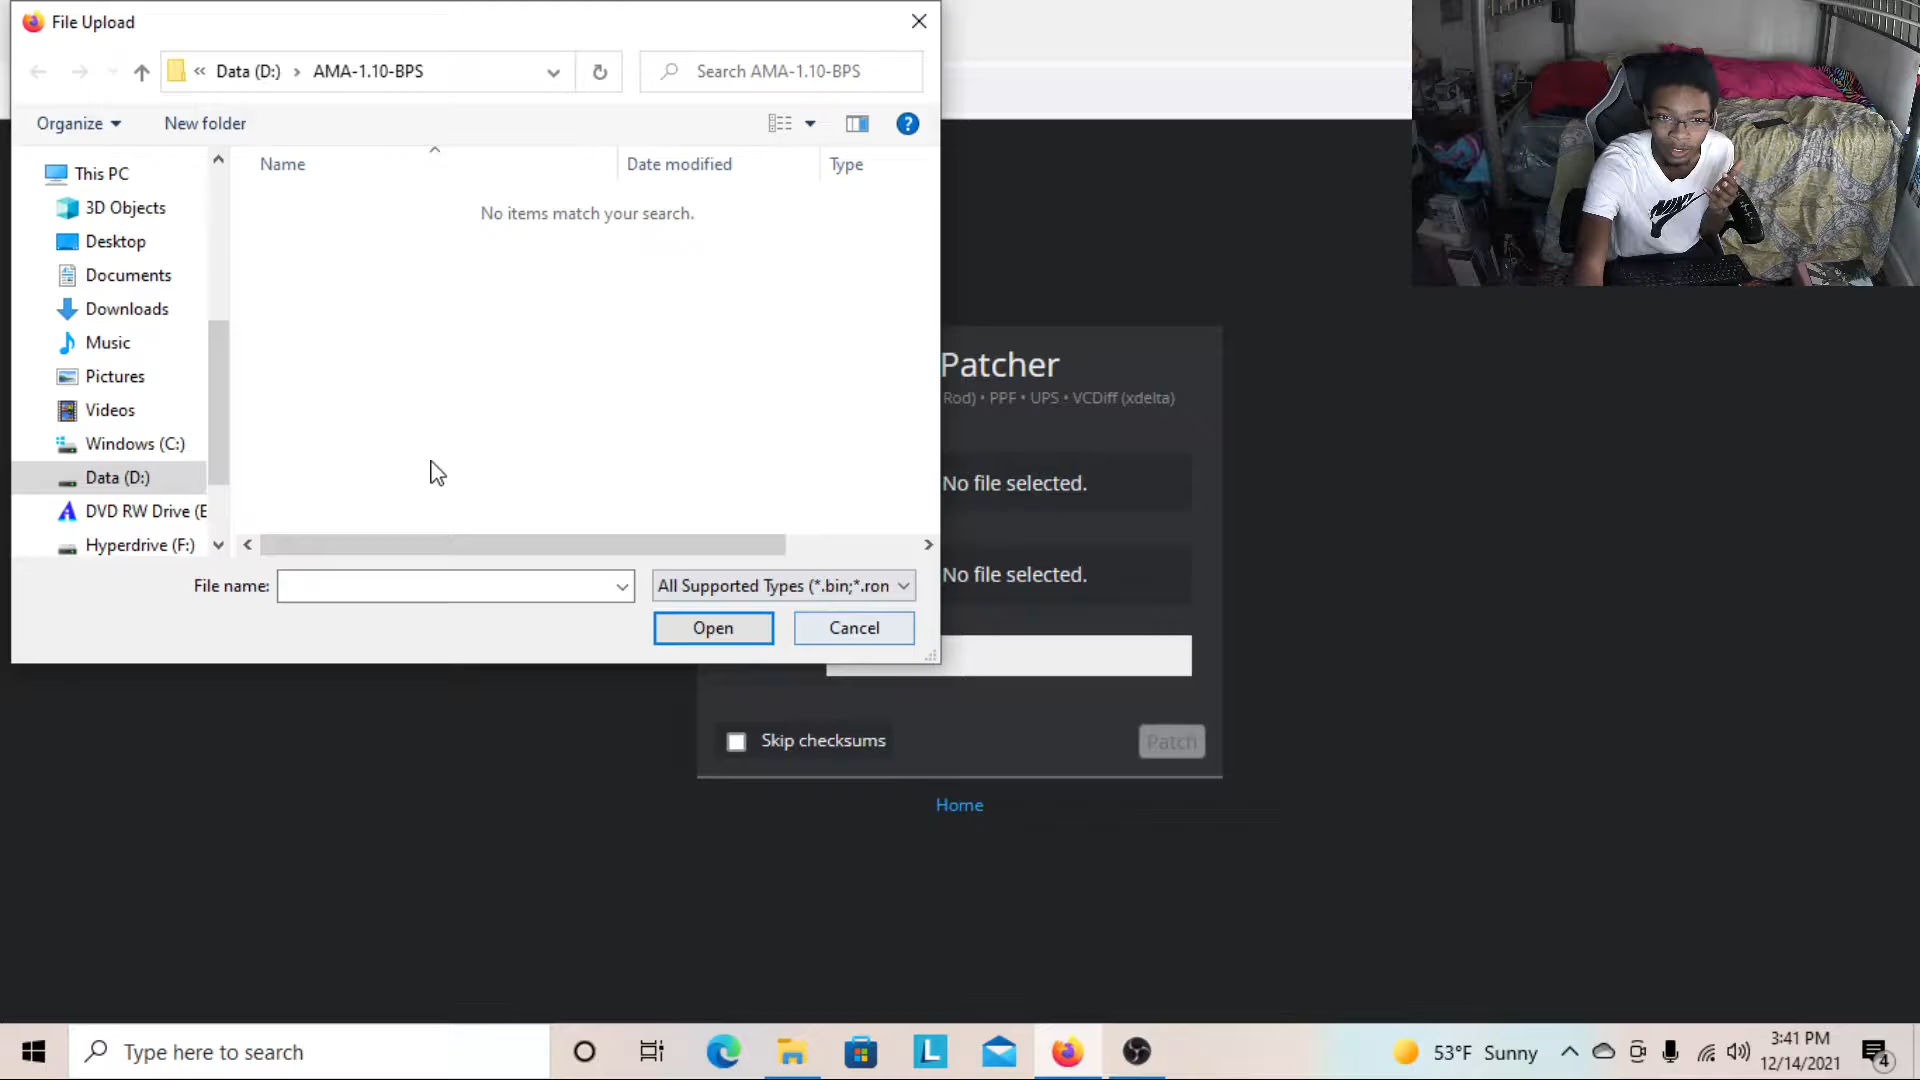 File Upload
« Data (D:) › AMA-1.10-BPS
Search AMA-1.10-BPS
Organize
New folder
Name
Date modified
Type
No items match your search.
This PC
3D Objects
Desktop
Documents
Downloads
Music
Pictures
Videos
Windows (C:)
Data (D:)
DVD RW Drive (E
Hyperdrive (F:)
File name:
All Supported Types (*.bin;*.ron
Open
Cancel
Patcher
Rod) • PPF • UPS • VCDiff (xdelta)
No file selected.
No file selected.
Skip checksums
Patch
Home
Type here to search
53°F Sunny
3:41 PM
12/14/2021
4